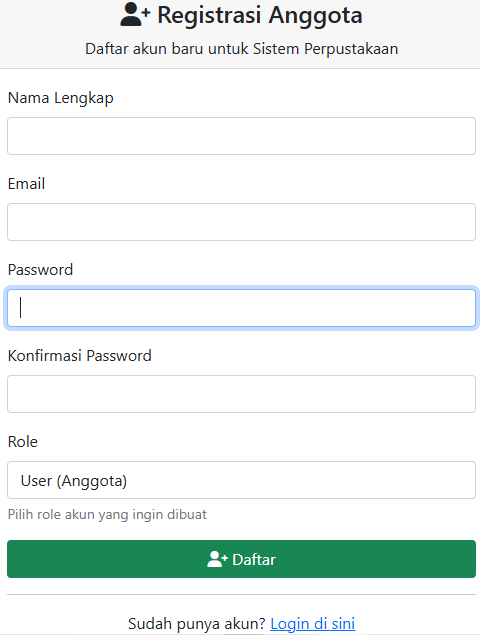 Registrasi Anggota
Daftar akun baru untuk Sistem Perpustakaan
Nama Lengkap
Email
Password
Konfirmasi Password
Role
User (Anggota)
Pilih role akun yang ingin dibuat
Daftar
Sudah punya akun? Login di sini